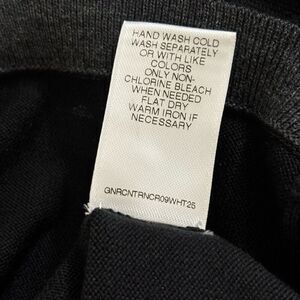 HAND WASH COLD
WASH SEPARATELY
OR WITH LIKE
COLORS
ONLY NON-
CHLORINE BLEACH
WHEN NEEDED
FLAT DRY
WARM IRON IF
NECESSARY
GNRCNTRNCR09WHT25